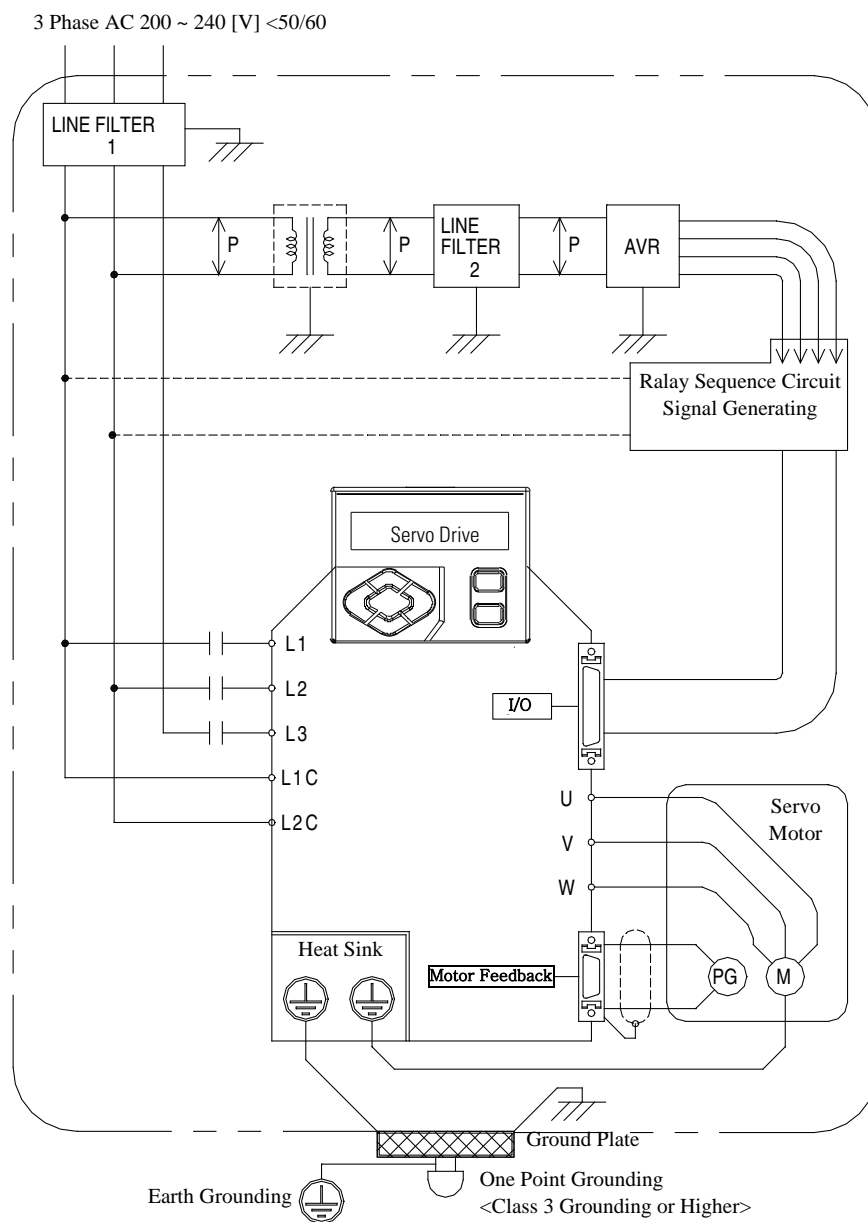 3 Phase AC 200 ~ 240 [V] <50/60
LINE FILTER
1
P
P
LINE
FILTER
2
P
AVR
Ralay Sequence Circuit
Signal Generating
Servo Drive
L1
L2
L3
L1C
L2C
I/O
U
V
W
Servo
Motor
Heat Sink
Motor Feedback
PG
M
Ground Plate
Earth Grounding
One Point Grounding
<Class 3 Grounding or Higher>